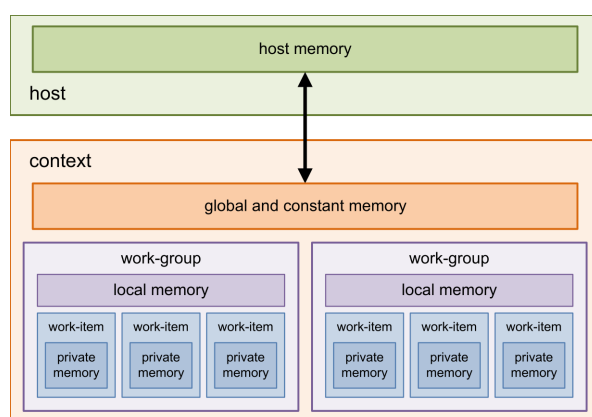 host memory
host
context
global and constant memory
work-group
local memory
work-item
private
memory
work-item
private
memory
work-item
private
memory
work-group
local memory
work-item
private
memory
work-item
private
memory
work-item
private
memory